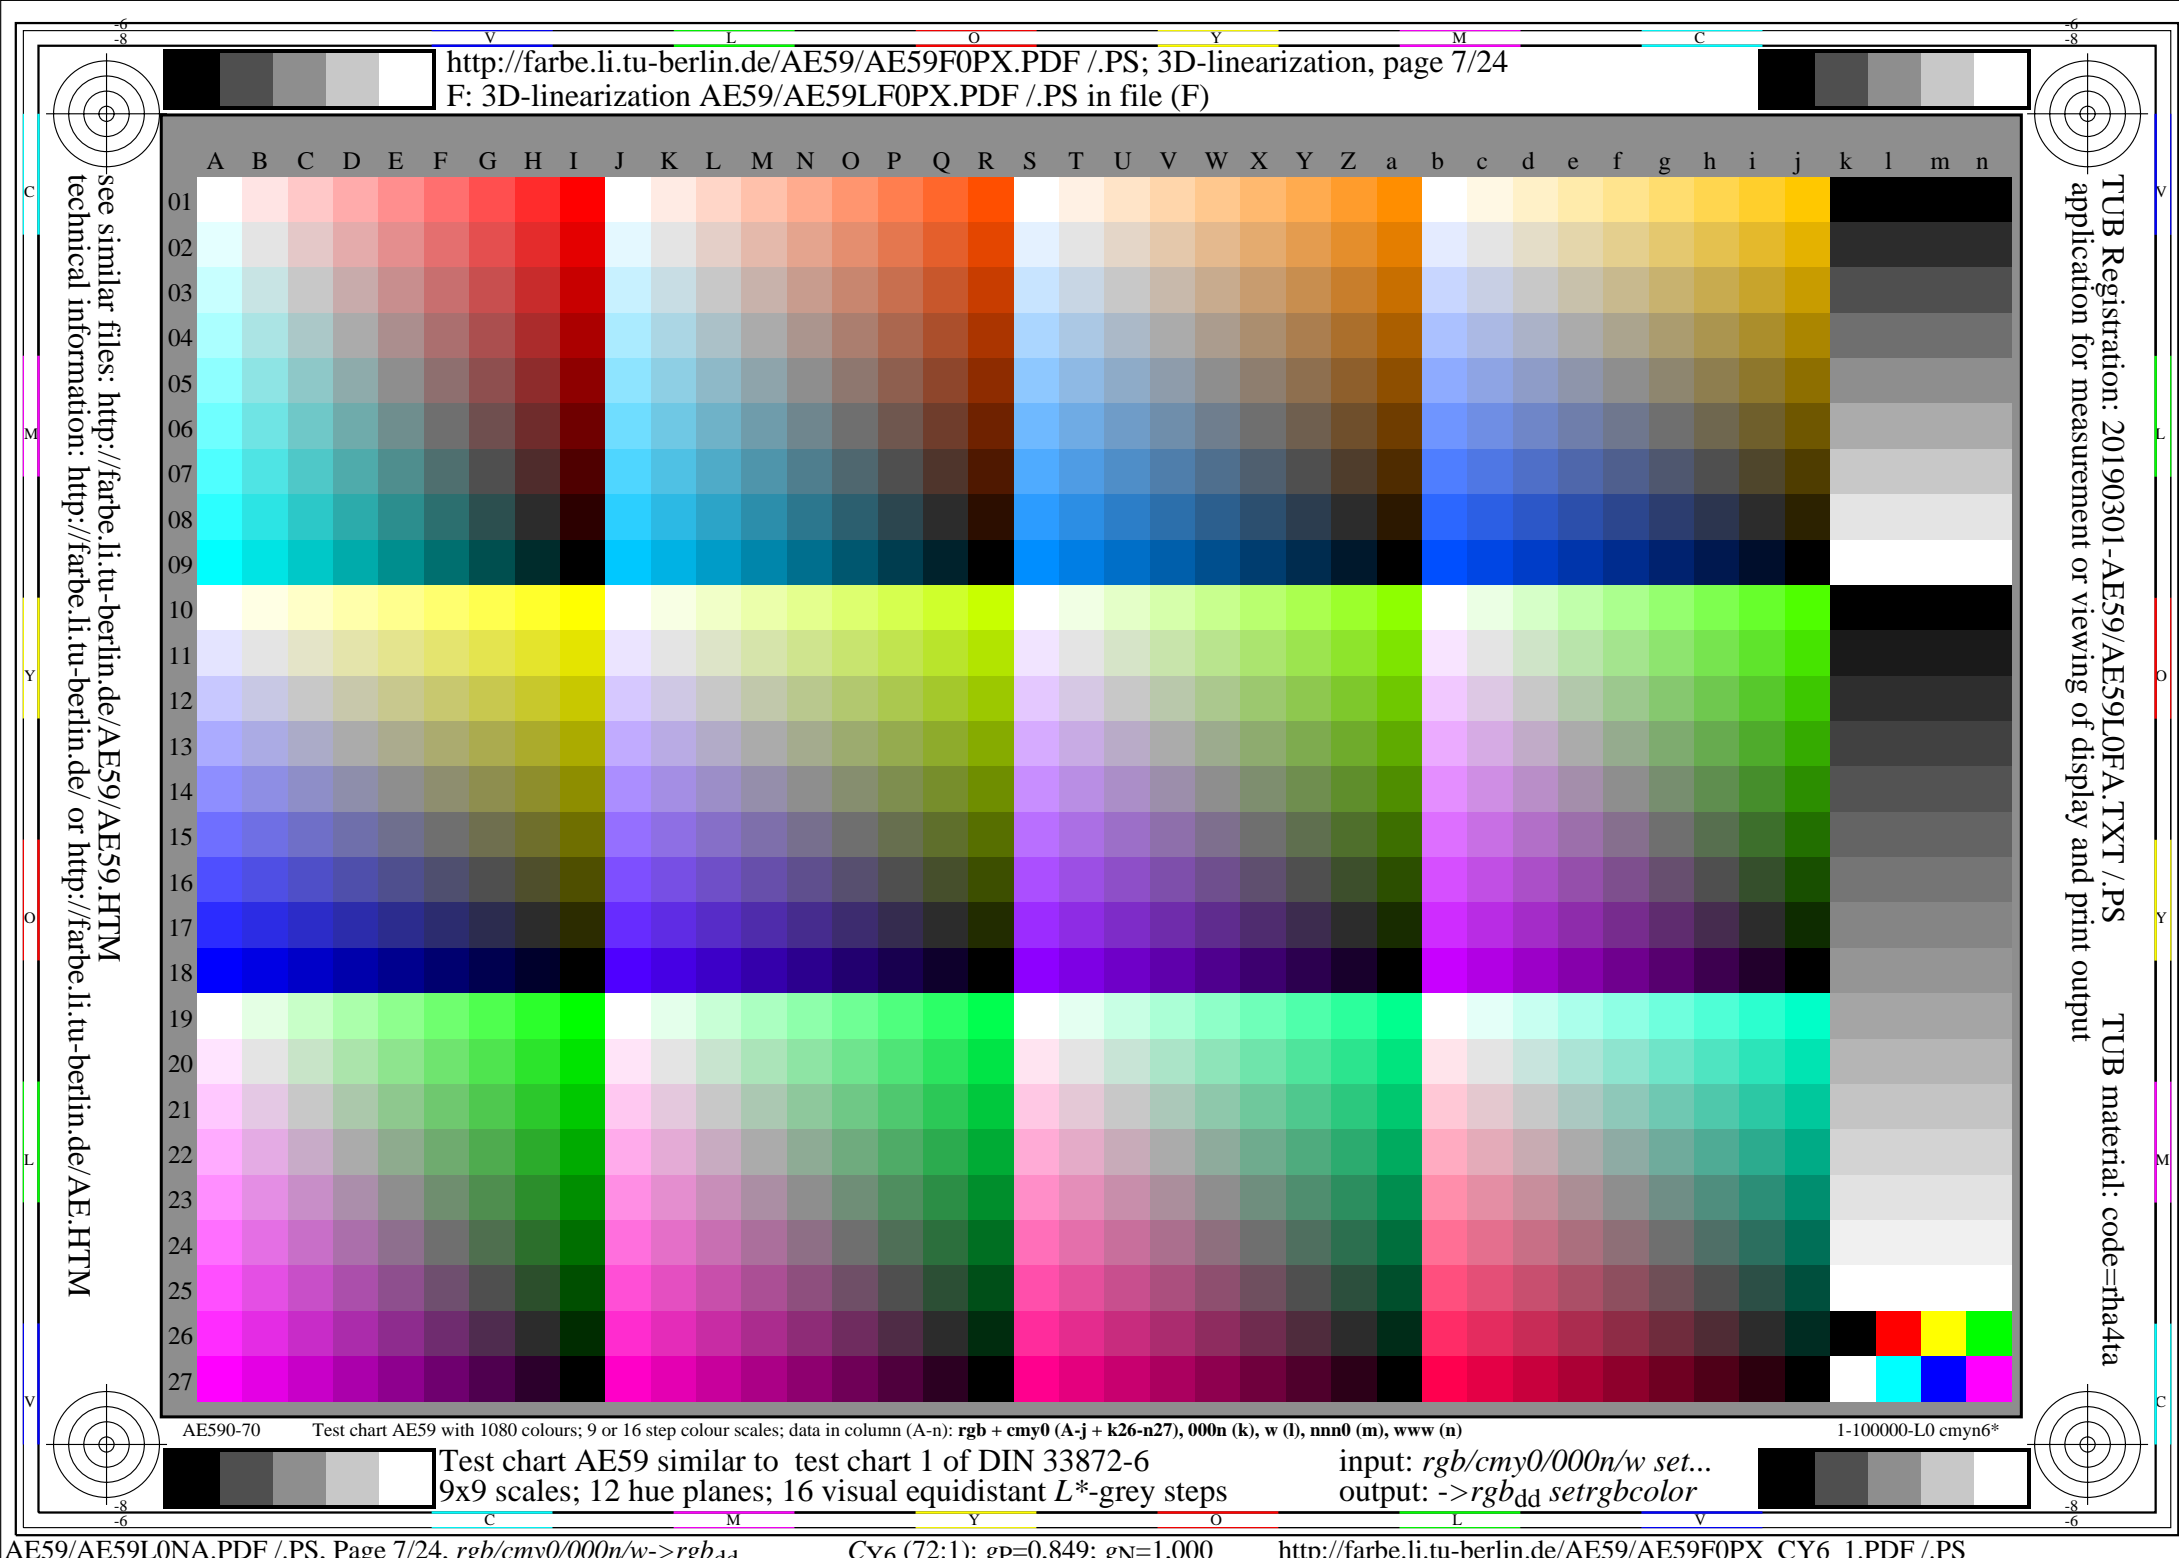 -6
-8
V L O Y M C
-6
-8
http://farbe.li.tu-berlin.de/AE59/AE59F0PX.PDF /.PS; 3D-linearization, page 7/24
F: 3D-linearization AE59/AE59LF0PX.PDF /.PS in file (F)
A B C D E F G H I J K L M N O P Q R S T U V W X Y Z a b c d e f g h i j k l m n
01
02
03
04
05
06
07
08
09
10
11
12
13
14
15
16
17
18
19
20
21
22
23
24
25
26
27
C
M
Y
O
L
V
see similar files: http://farbe.li.tu-berlin.de/AE59/AE59.HTM
technical information: http://farbe.li.tu-berlin.de/ or http://farbe.li.tu-berlin.de/AE.HTM
TUB Registration: 20190301-AE59/AE59L0FA.TXT /.PS TUB material: code=rha4ta
application for measurement or viewing of display and print output
V
L
O
Y
M
C
AE590-70 Test chart AE59 with 1080 colours; 9 or 16 step colour scales; data in column (A-n): rgb + cmy0 (A-j + k26-n27), 000n (k), w (l), nnn0 (m), www (n) 1-100000-L0 cmyn6*
Test chart AE59 similar to test chart 1 of DIN 33872-6 input: rgb/cmy0/000n/w set...
9x9 scales; 12 hue planes; 16 visual equidistant L*-grey steps output: ->rgbdd setrgbcolor
-8
-6
C M Y O L V
-8
-6
AE59/AE59L0NA.PDF /.PS, Page 7/24, rgb/cmy0/000n/w->rgbdd CY6 (72:1): gP=0.849; gN=1.000 http://farbe.li.tu-berlin.de/AE59/AE59F0PX_CY6_1.PDF /.PS